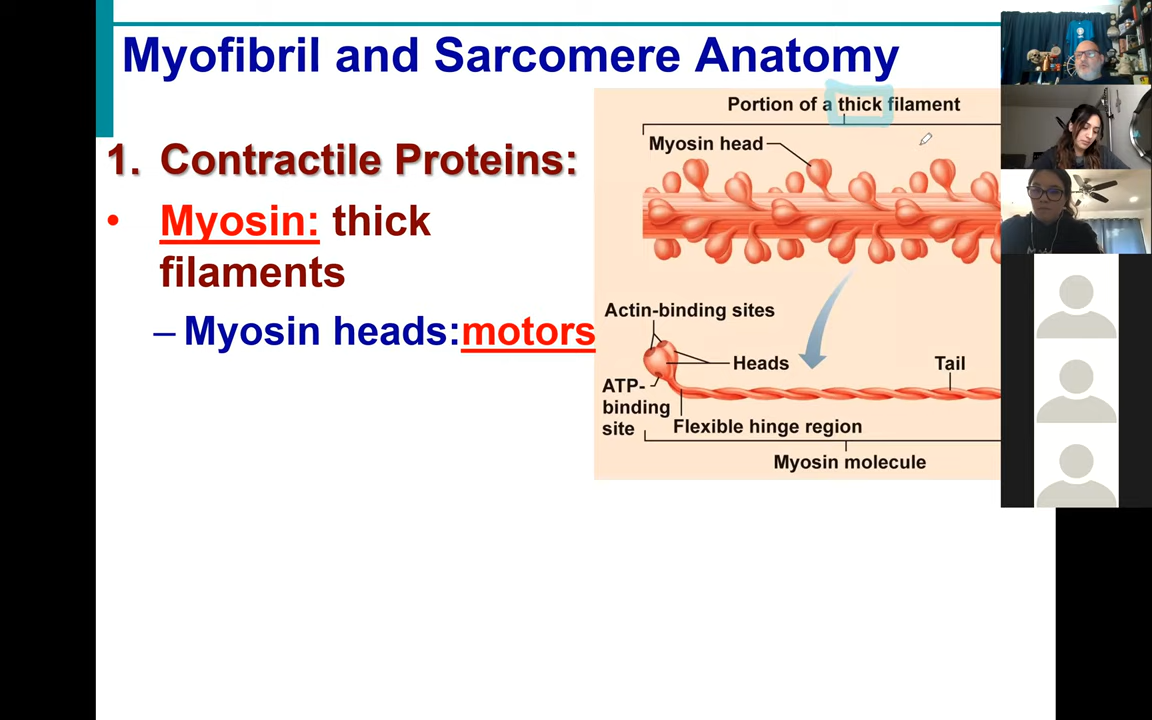 Myofibril and Sarcomere Anatomy
1. Contractile Proteins:
• Myosin: thick
filaments
– Myosin heads:motors
Portion of a thick filament
Myosin head
Actin-binding sites
Heads
Tail
ATP-
binding
site
Flexible hinge region
Myosin molecule